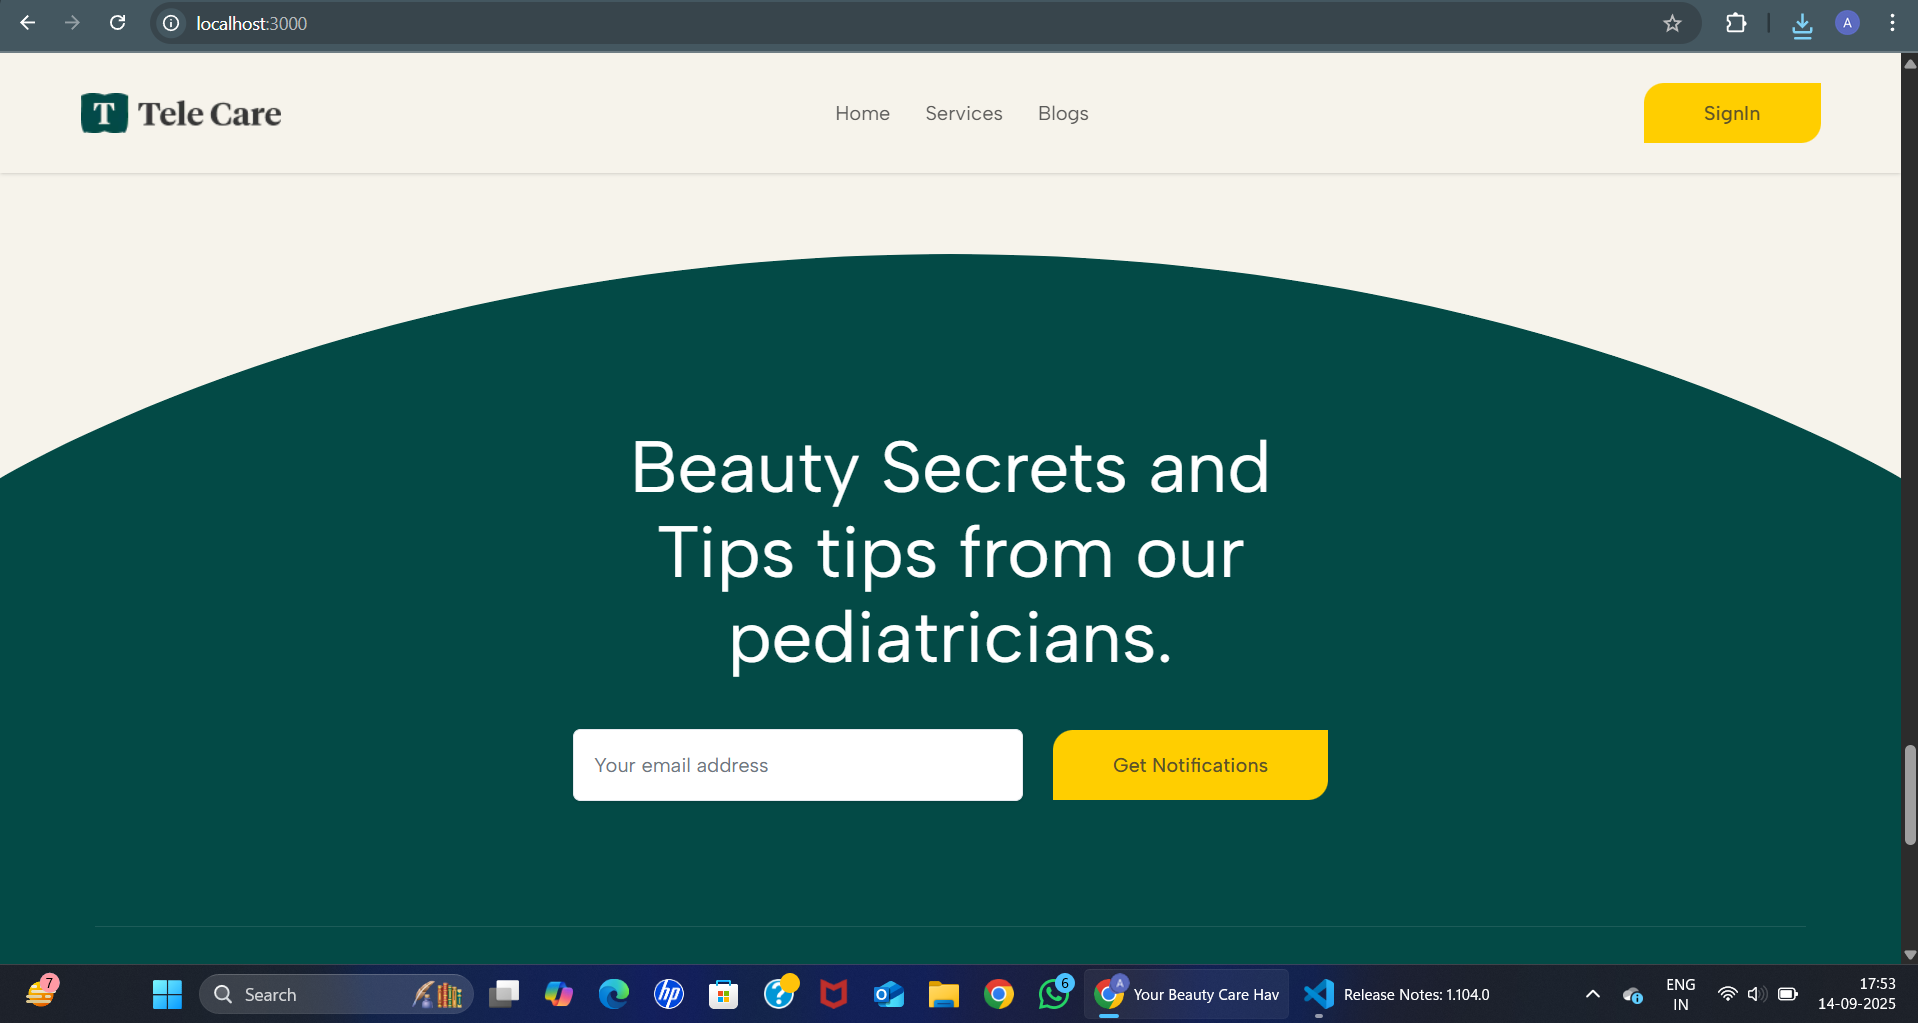 localhost:3000
A
T Tele Care
Home Services Blogs
SignIn
Beauty Secrets and
Tips tips from our
pediatricians.
Your email address
Get Notifications
7
Search
hp
?
O
6
A
Your Beauty Care Hav
Release Notes: 1.104.0
ENG
IN
17:53
14-09-2025